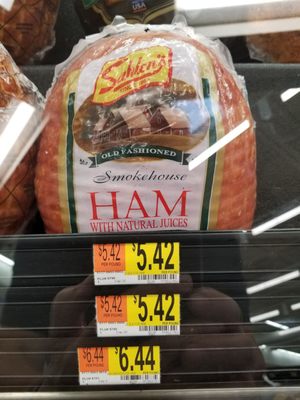 Sahlen's
OLD FASHIONED
Smokehouse
HAM
WITH NATURAL JUICES
$5.42 $5.42
PER POUND
$5.42 $5.42
PER POUND
$6.44 $6.44
PER POUND